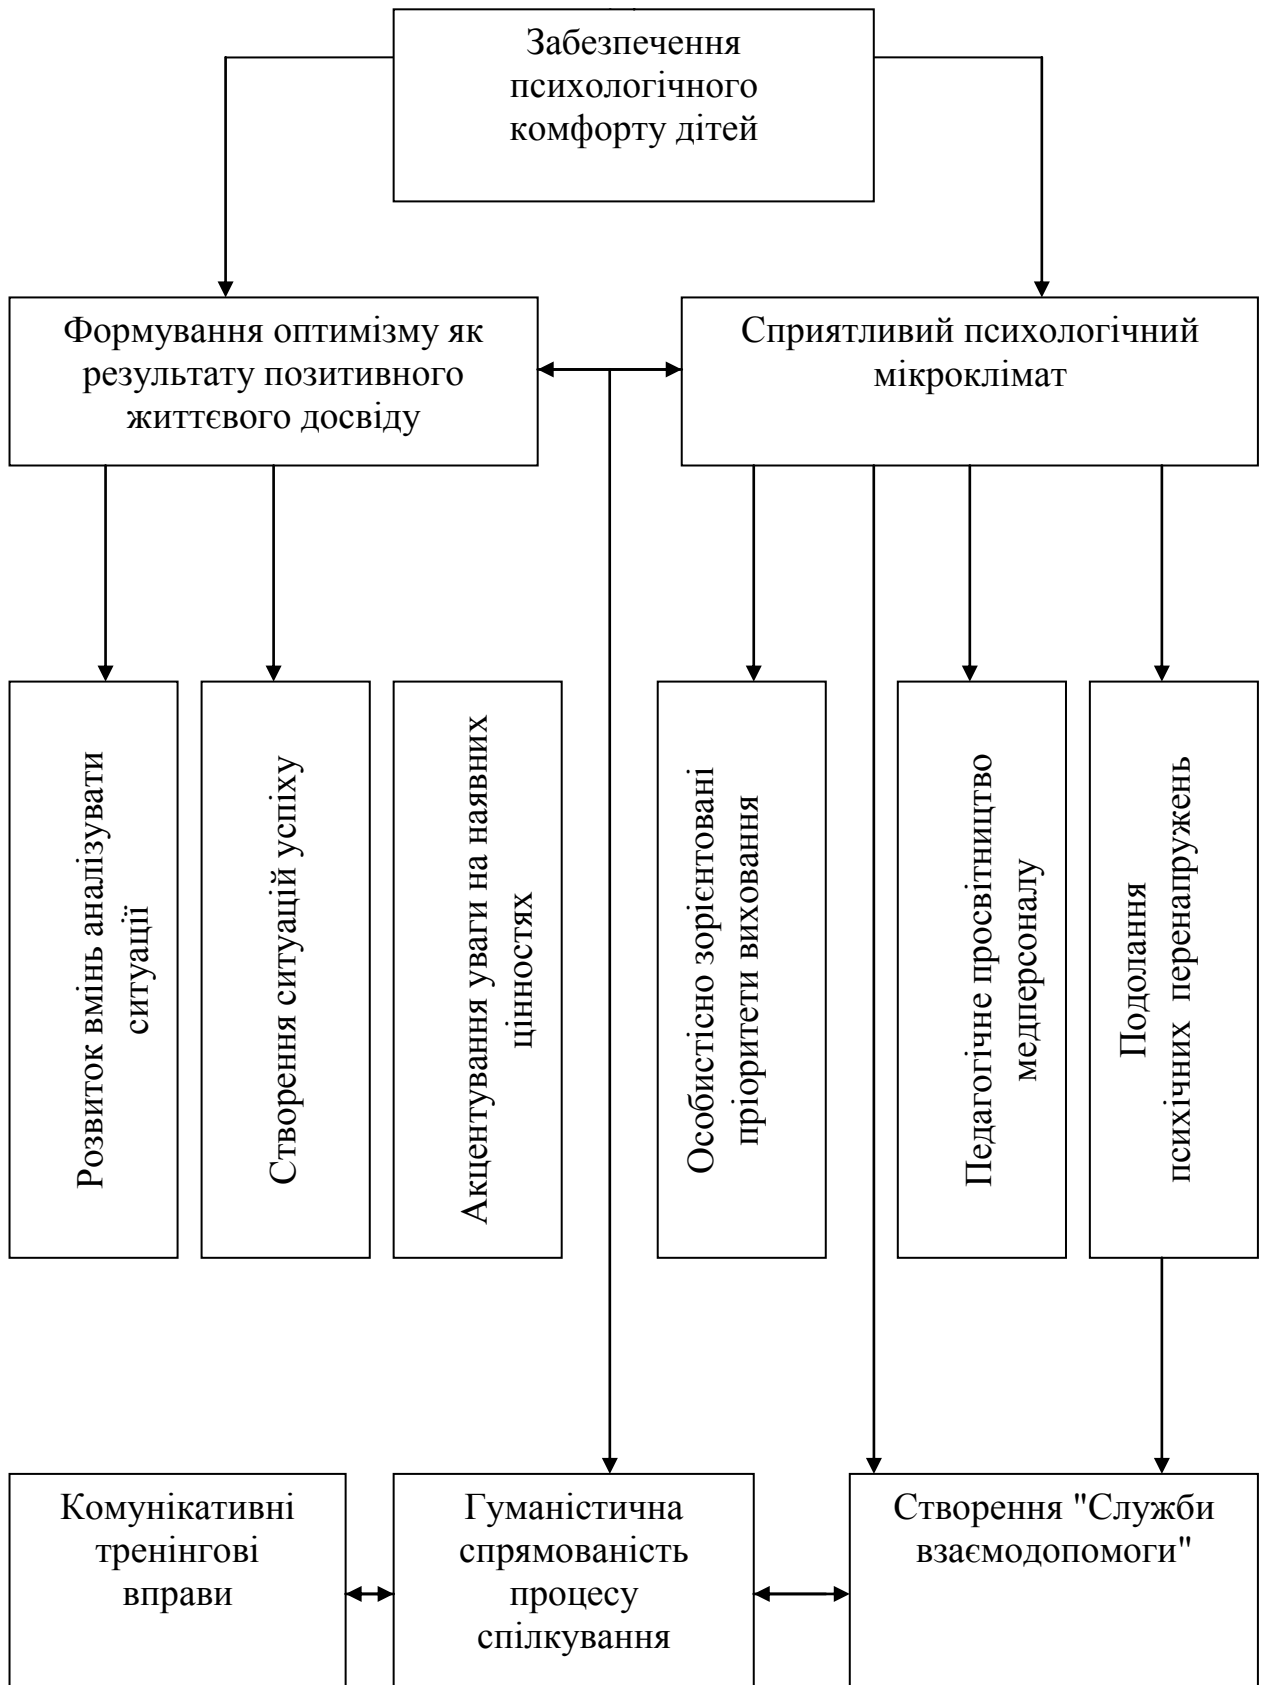 Забезпечення
психологічного
комфорту дітей
Формування оптимізму як
результату позитивного
життєвого досвіду
Сприятливий психологічний
мікроклімат
Розвиток вмінь аналізувати
ситуації
Створення ситуацій успіху
Акцентування уваги на наявних
цінностях
Особистісно зорієнтовані
пріоритети виховання
Педагогічне просвітництво
медперсоналу
Подолання
психічних перенапружень
Комунікативні
тренінгові
вправи
Гуманістична
спрямованість
процесу
спілкування
Створення "Служби
взаємодопомоги"